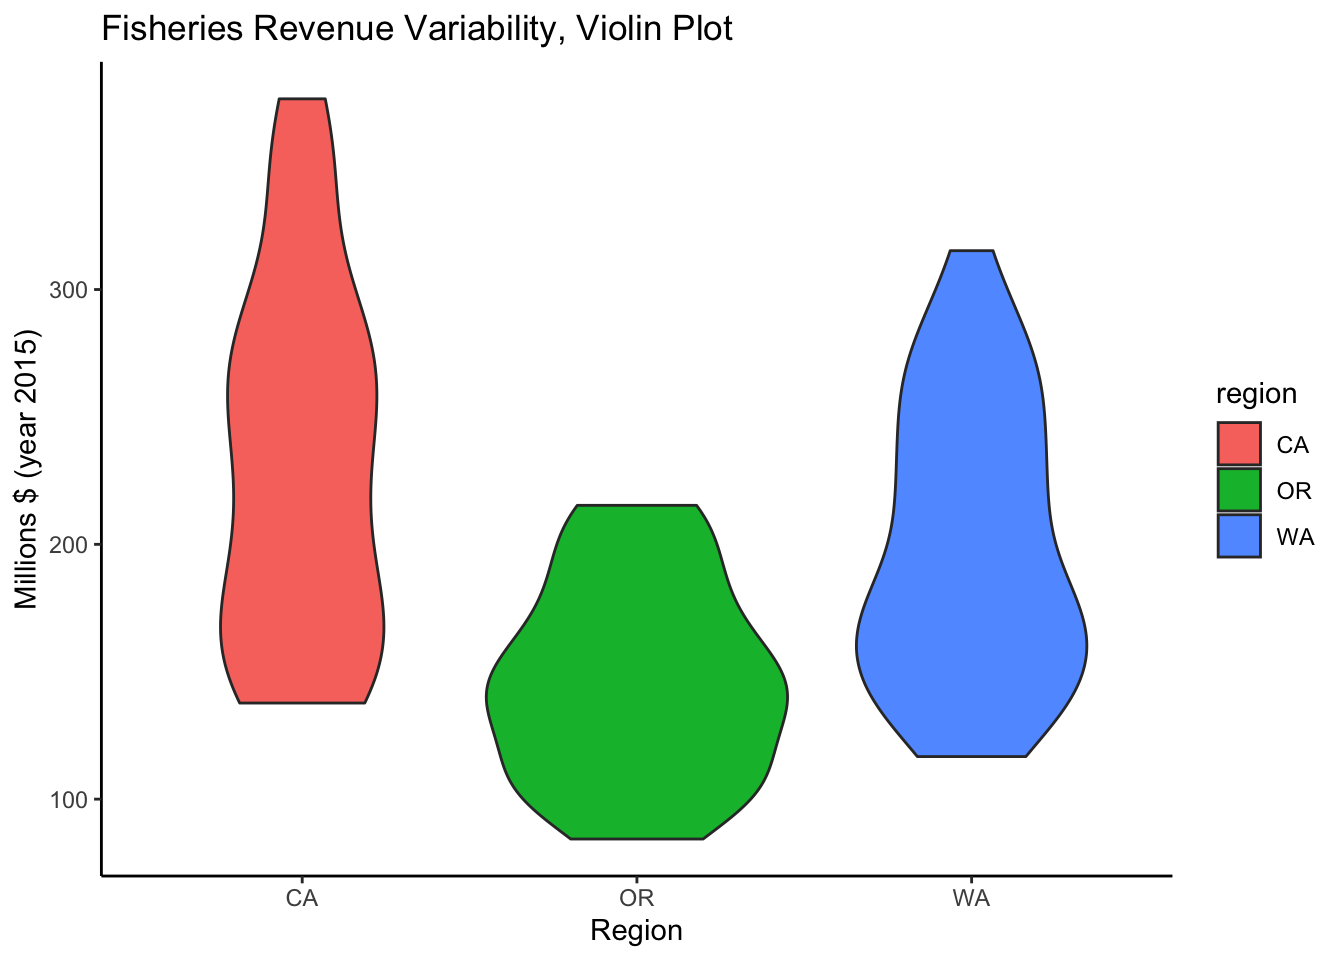 Fisheries Revenue Variability, Violin Plot
Millions $ (year 2015)
300
200
100
CA
OR
WA
Region
region
CA
OR
WA